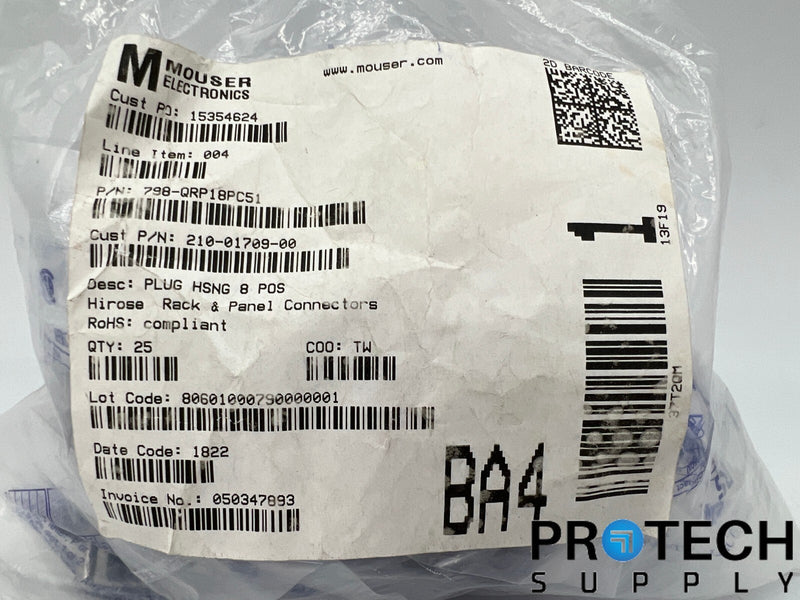 MOUSER
ELECTRONICS
www.mouser.com
2D BARCODE
Cust PO: 15354624
Line Item: 004
P/N: 798-QRP18PC51
Cust P/N: 210-01709-00
Desc: PLUG HSNG 8 POS
Hirose Rack & Panel Connectors
RoHS: compliant
QTY: 25 COO: TW
Lot Code: 80601090790000001
Date Code: 1822
Invoice No.: 050347893
1
13F19
37T2QM
BA4
PROTECH
SUPPLY